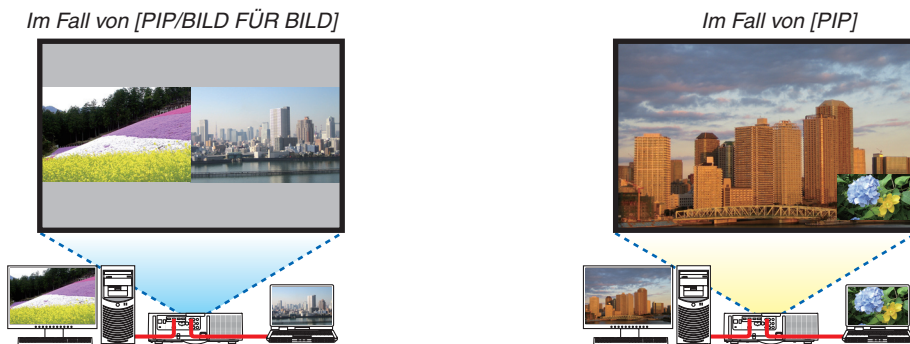 Im Fall von [PIP/BILD FÜR BILD]
Im Fall von [PIP]